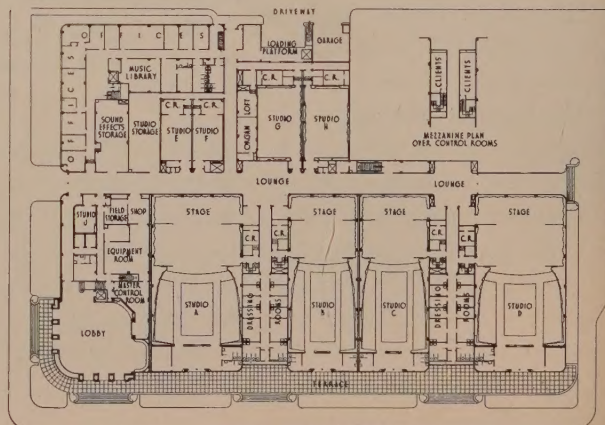 DRIVEWAY
OFFICES
LOADING
PLATFORM
GARAGE
MUSIC
LIBRARY
OFFICES
C.R.
C.R.
C.R.
C.R.
SOUND
EFFECTS
STORAGE
STUDIO
STORAGE
STUDIO
E
STUDIO
F
ORGAN LOFT
STUDIO
G
STUDIO
H
CLIENTS
CLIENTS
MEZZANINE PLAN
OVER CONTROL ROOMS
LOUNGE
LOUNGE
STUDIO
J
FIELD
STORAGE
SHOP
EQUIPMENT
ROOM
MASTER
CONTROL
ROOM
LOBBY
STAGE
STAGE
STAGE
STAGE
C.R.
C.R.
C.R.
C.R.
STUDIO
A
DRESSING
ROOMS
STUDIO
B
STUDIO
C
DRESSING
ROOMS
STUDIO
D
TERRACE